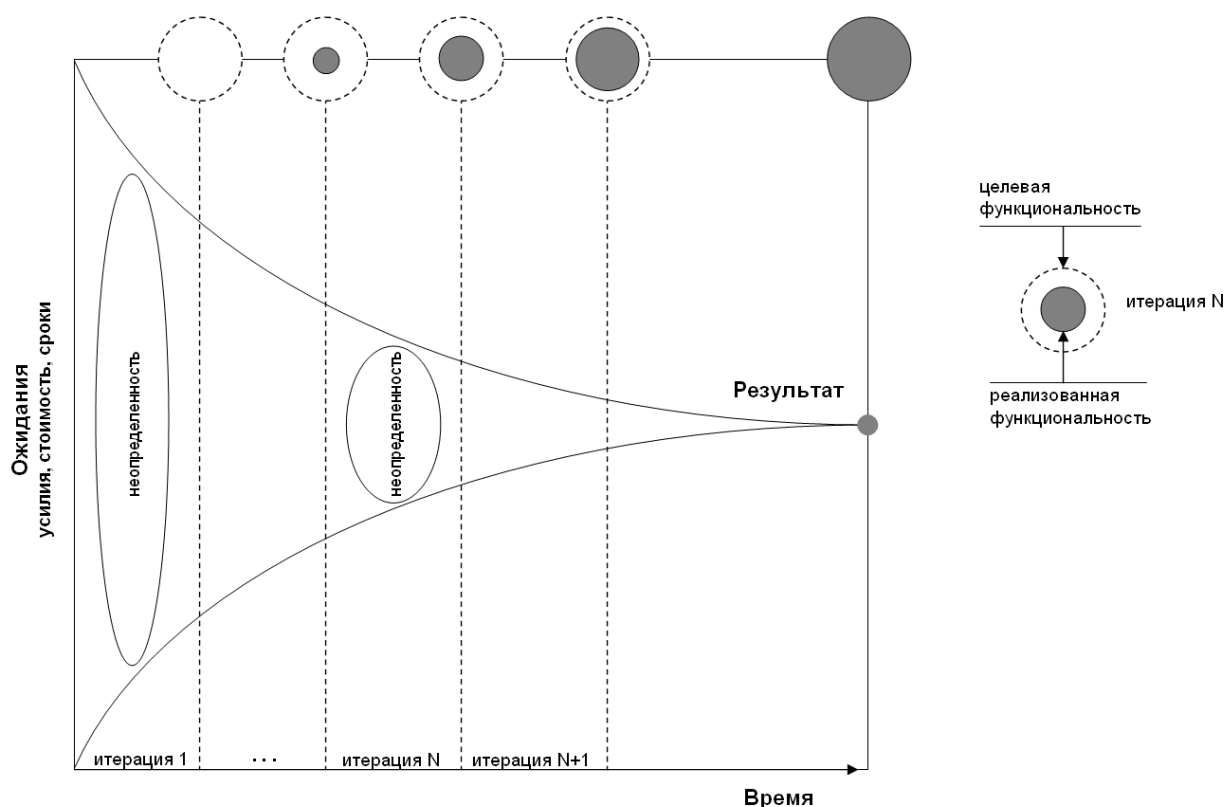 Ожидания
усилия, стоимость, сроки
неопределенность
неопределенность
Результат
итерация 1
...
итерация N
итерация N+1
Время
целевая
функциональность
итерация N
реализованная
функциональность